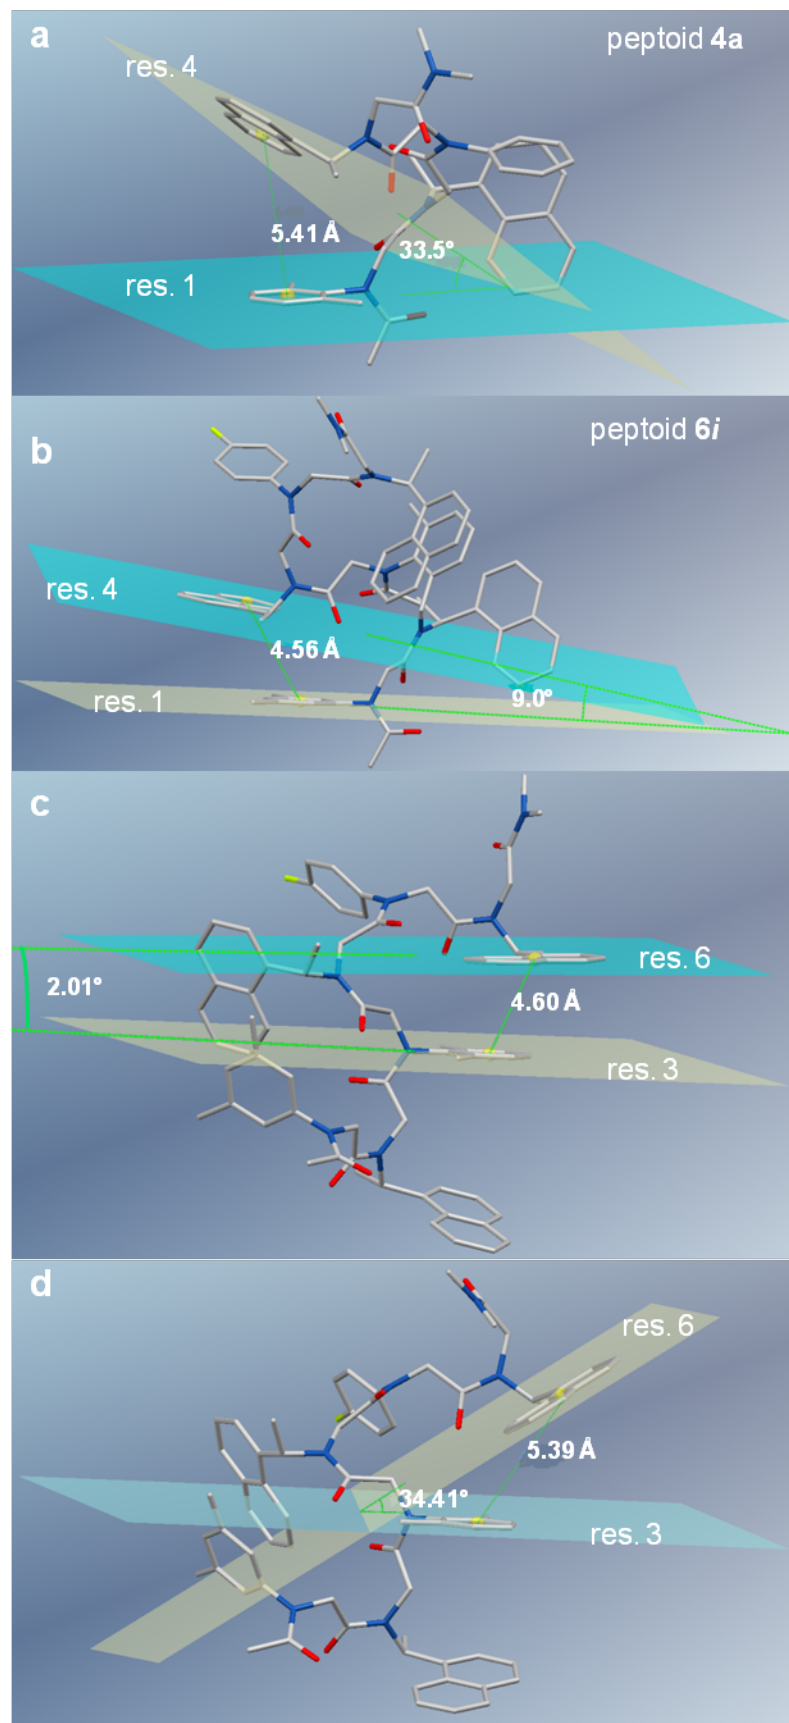 a
peptoid 4a
res. 4
5.41 Å
33.5°
res. 1
peptoid 6i
b
res. 4
4.56 Å
res. 1
9.0°
c
res. 6
2.01°
4.60 Å
res. 3
d
res. 6
5.39 Å
34.41°
res. 3